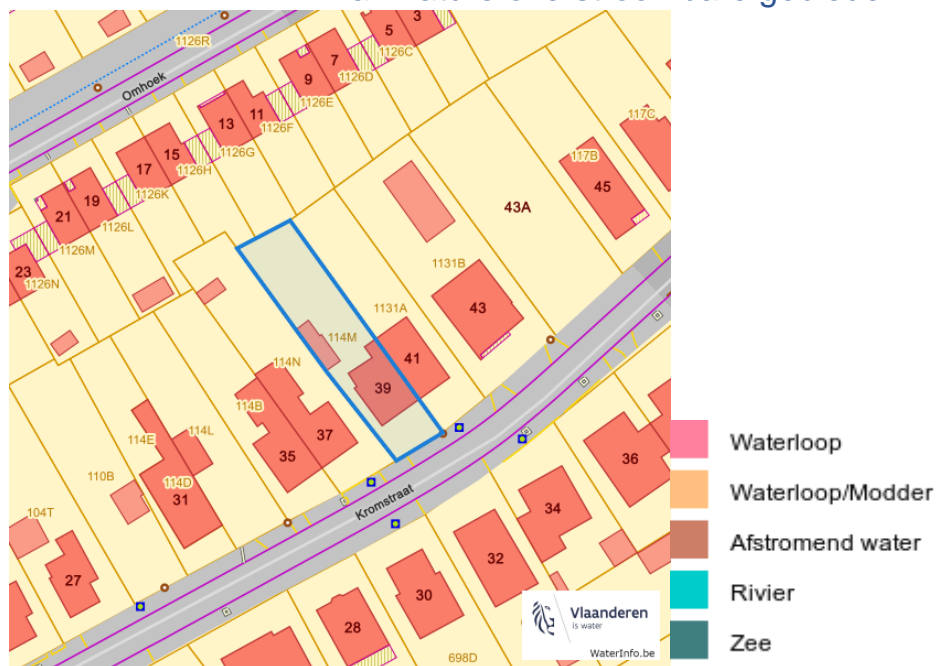 1126R
Omhoek
3
5
1126C
7
1126D
9
1126E
11
1126F
13
1126G
15
1126H
17
1126K
19
1126L
21
1126M
23
1126N
117C
117B
45
43A
1131B
43
1131A
41
114M
39
114N
114B
37
35
114L
114E
114D
31
110B
104T
27
Kromstraat
36
34
32
30
28
698D
Vlaanderen
is water
WaterInfo.be
Waterloop
Waterloop/Modder
Afstromend water
Rivier
Zee